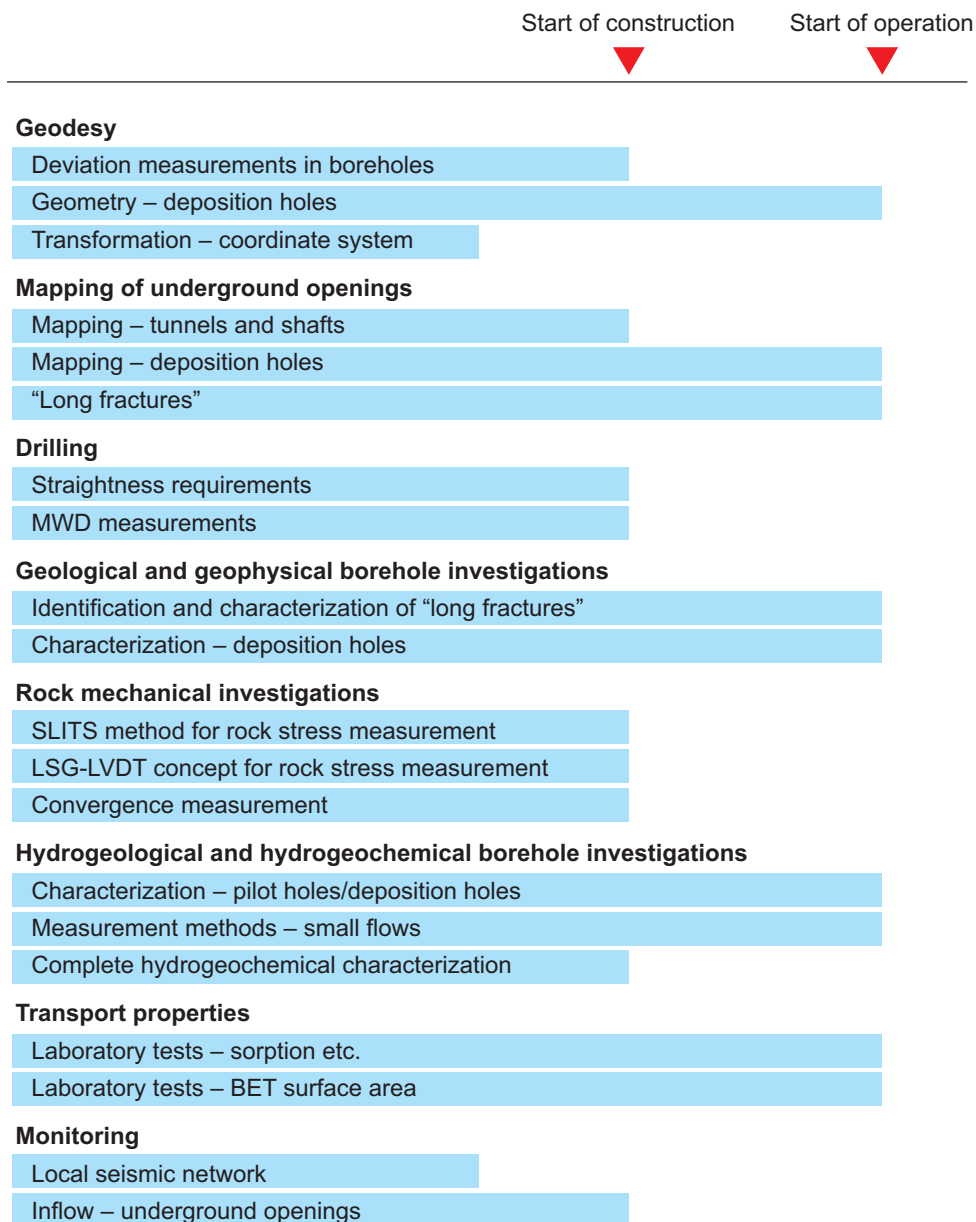 Start of construction Start of operation
Geodesy
Deviation measurements in boreholes
Geometry – deposition holes
Transformation – coordinate system
Mapping of underground openings
Mapping – tunnels and shafts
Mapping – deposition holes
“Long fractures”
Drilling
Straightness requirements
MWD measurements
Geological and geophysical borehole investigations
Identification and characterization of “long fractures”
Characterization – deposition holes
Rock mechanical investigations
SLITS method for rock stress measurement
LSG-LVDT concept for rock stress measurement
Convergence measurement
Hydrogeological and hydrogeochemical borehole investigations
Characterization – pilot holes/deposition holes
Measurement methods – small flows
Complete hydrogeochemical characterization
Transport properties
Laboratory tests – sorption etc.
Laboratory tests – BET surface area
Monitoring
Local seismic network
Inflow – underground openings